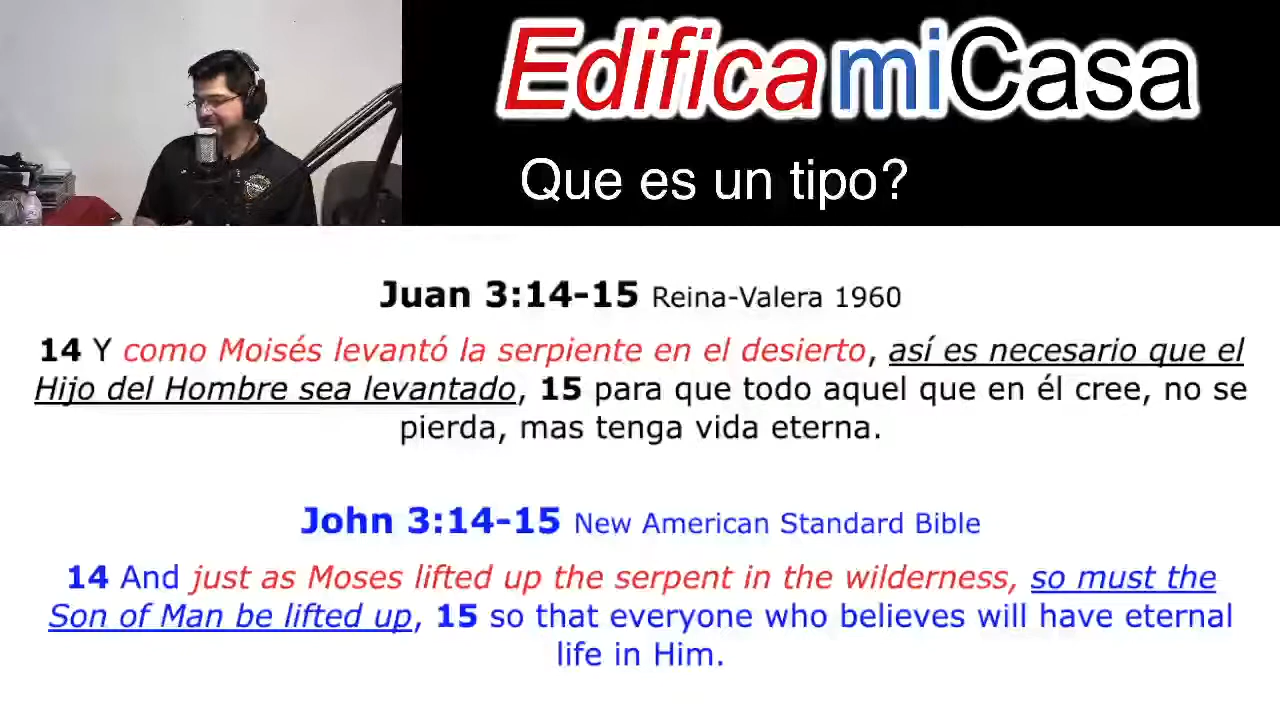 EdificamiCasa
Que es un tipo?
Juan 3:14-15 Reina-Valera 1960
14 Y como Moisés levantó la serpiente en el desierto, así es necesario que el
Hijo del Hombre sea levantado, 15 para que todo aquel que en él cree, no se
pierda, mas tenga vida eterna.
John 3:14-15 New American Standard Bible
14 And just as Moses lifted up the serpent in the wilderness, so must the
Son of Man be lifted up, 15 so that everyone who believes will have eternal
life in Him.